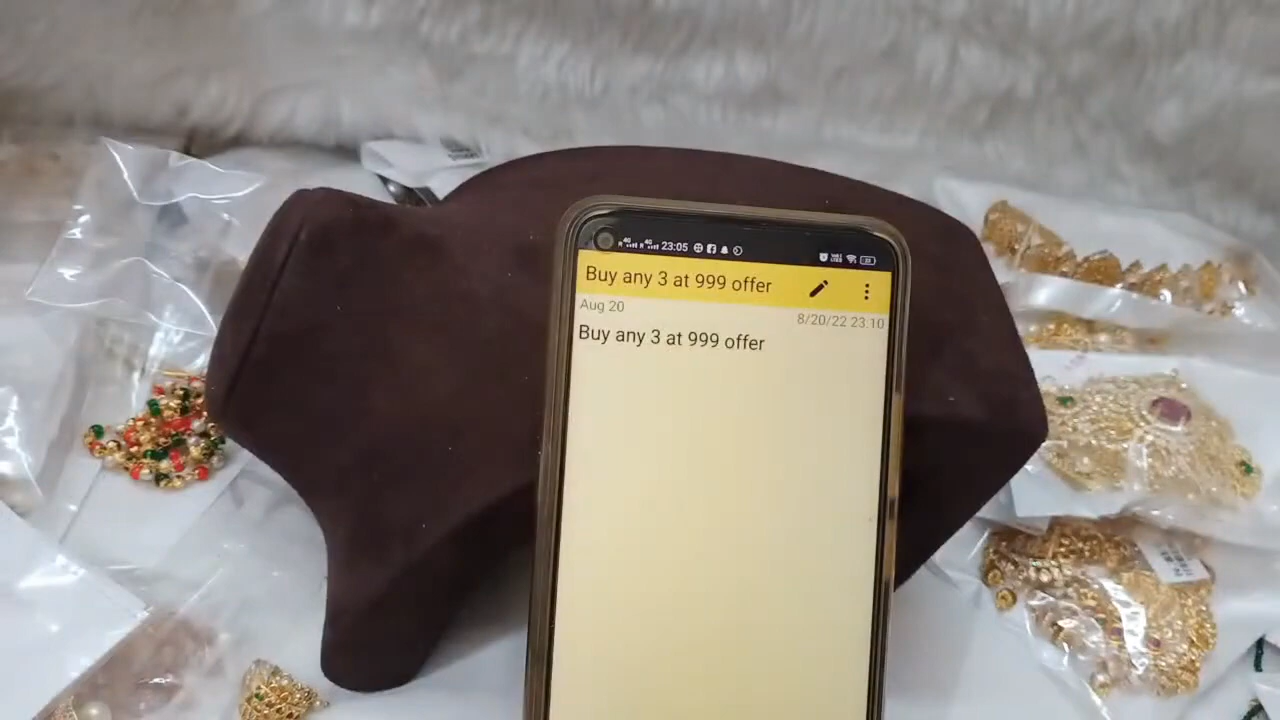 23:05
Buy any 3 at 999 offer
Aug 20
8/20/22 23:10
Buy any 3 at 999 offer